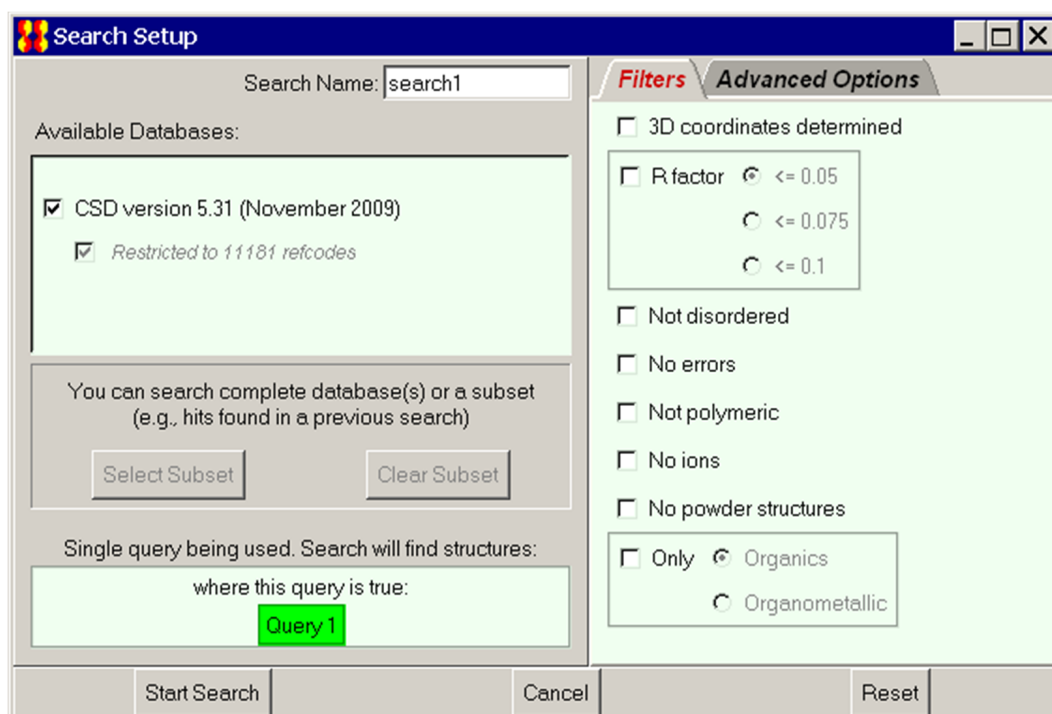 Search Setup
Search Name: search1
Available Databases:
CSD version 5.31 (November 2009)
Restricted to 11181 refcodes
You can search complete database(s) or a subset
(e.g., hits found in a previous search)
Select Subset Clear Subset
Single query being used. Search will find structures:
where this query is true:
Query 1
Filters Advanced Options
3D coordinates determined
R factor <= 0.05
<= 0.075
<= 0.1
Not disordered
No errors
Not polymeric
No ions
No powder structures
Only Organics
Organometallic
Start Search Cancel Reset